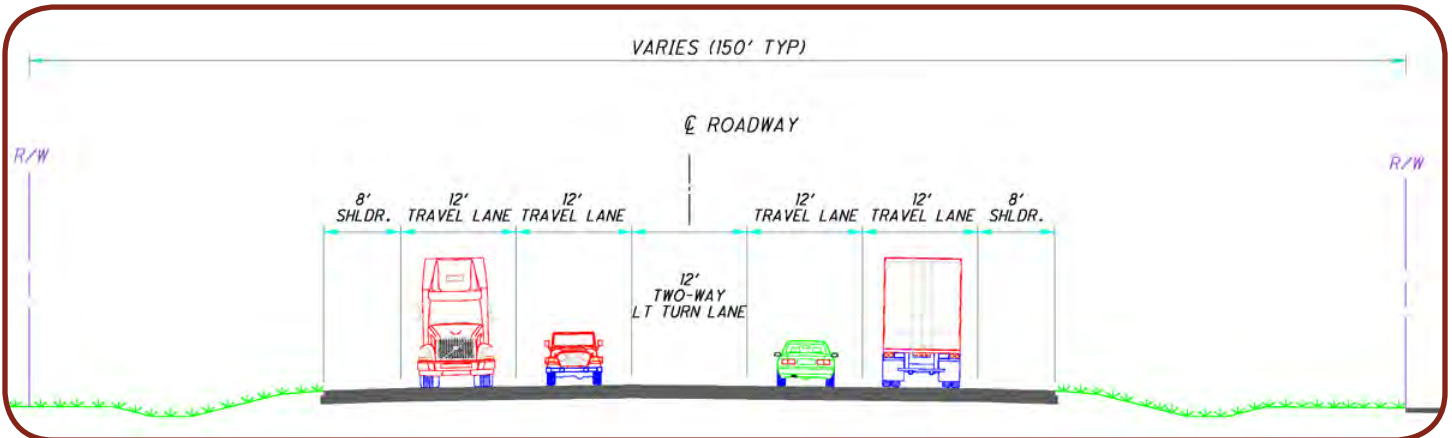 VARIES (150' TYP)
℄ ROADWAY
R/W
R/W
8'
SHLDR.
12'
TRAVEL LANE
12'
TRAVEL LANE
12'
TWO-WAY
LT TURN LANE
12'
TRAVEL LANE
12'
TRAVEL LANE
8'
SHLDR.